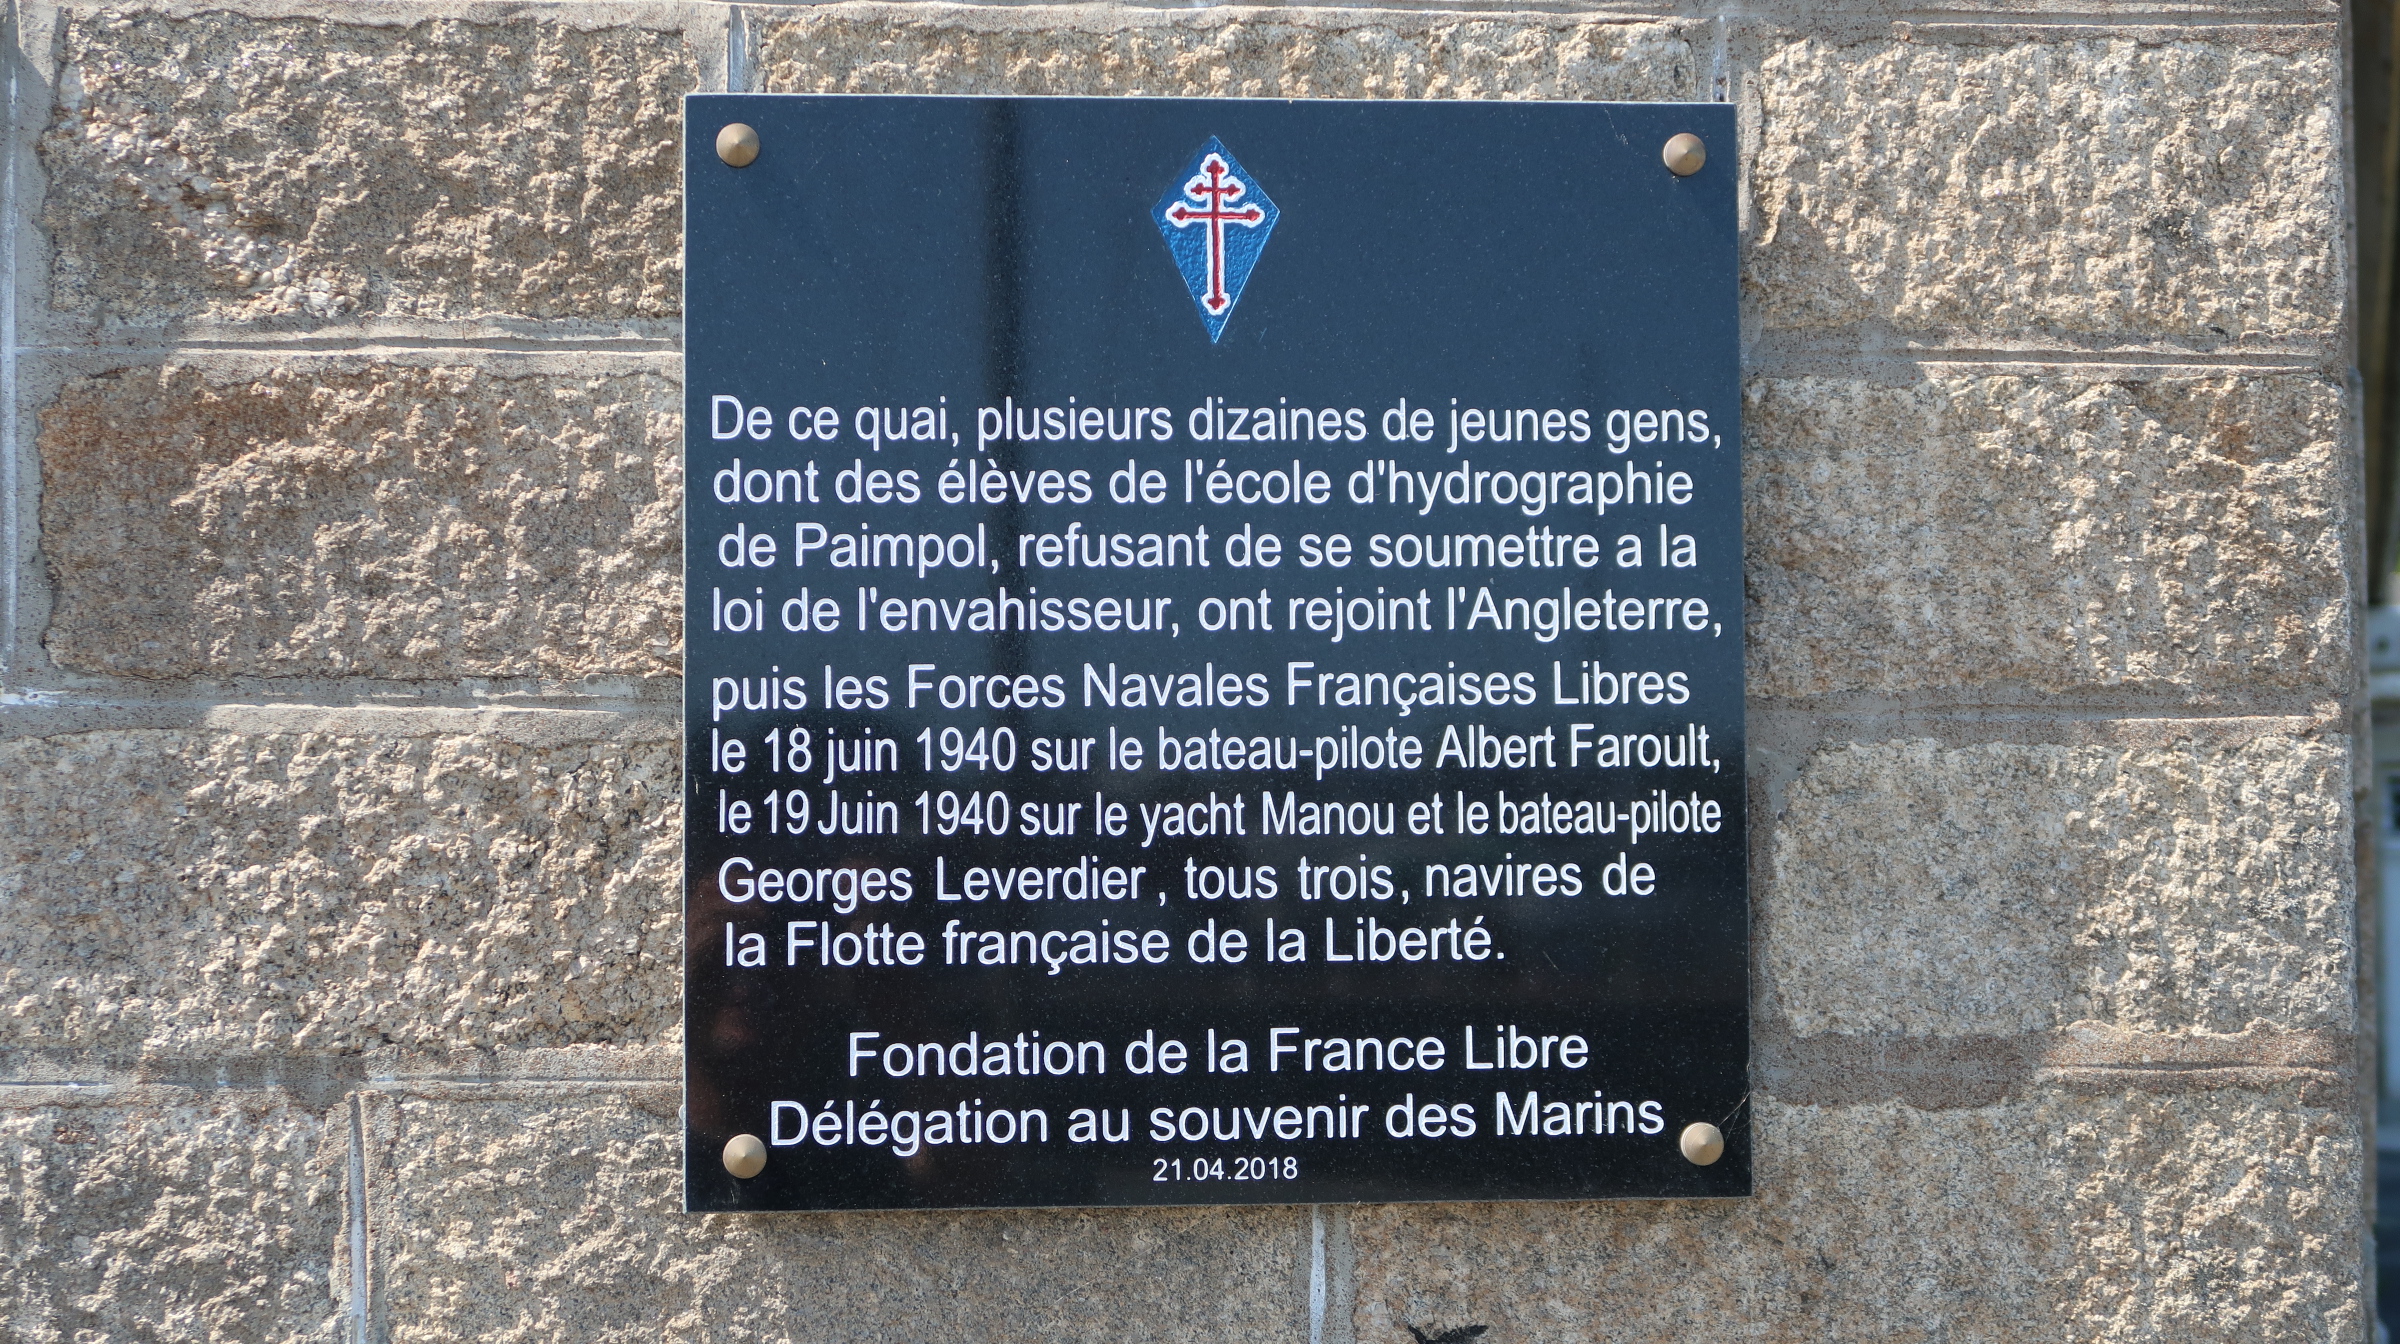 De ce quai, plusieurs dizaines de jeunes gens,
dont des élèves de l'école d'hydrographie
de Paimpol, refusant de se soumettre a la
loi de l'envahisseur, ont rejoint l'Angleterre,
puis les Forces Navales Françaises Libres
le 18 juin 1940 sur le bateau-pilote Albert Faroult,
le 19 Juin 1940 sur le yacht Manou et le bateau-pilote
Georges Leverdier , tous trois, navires de
la Flotte française de la Liberté.
Fondation de la France Libre
Délégation au souvenir des Marins
21.04.2018